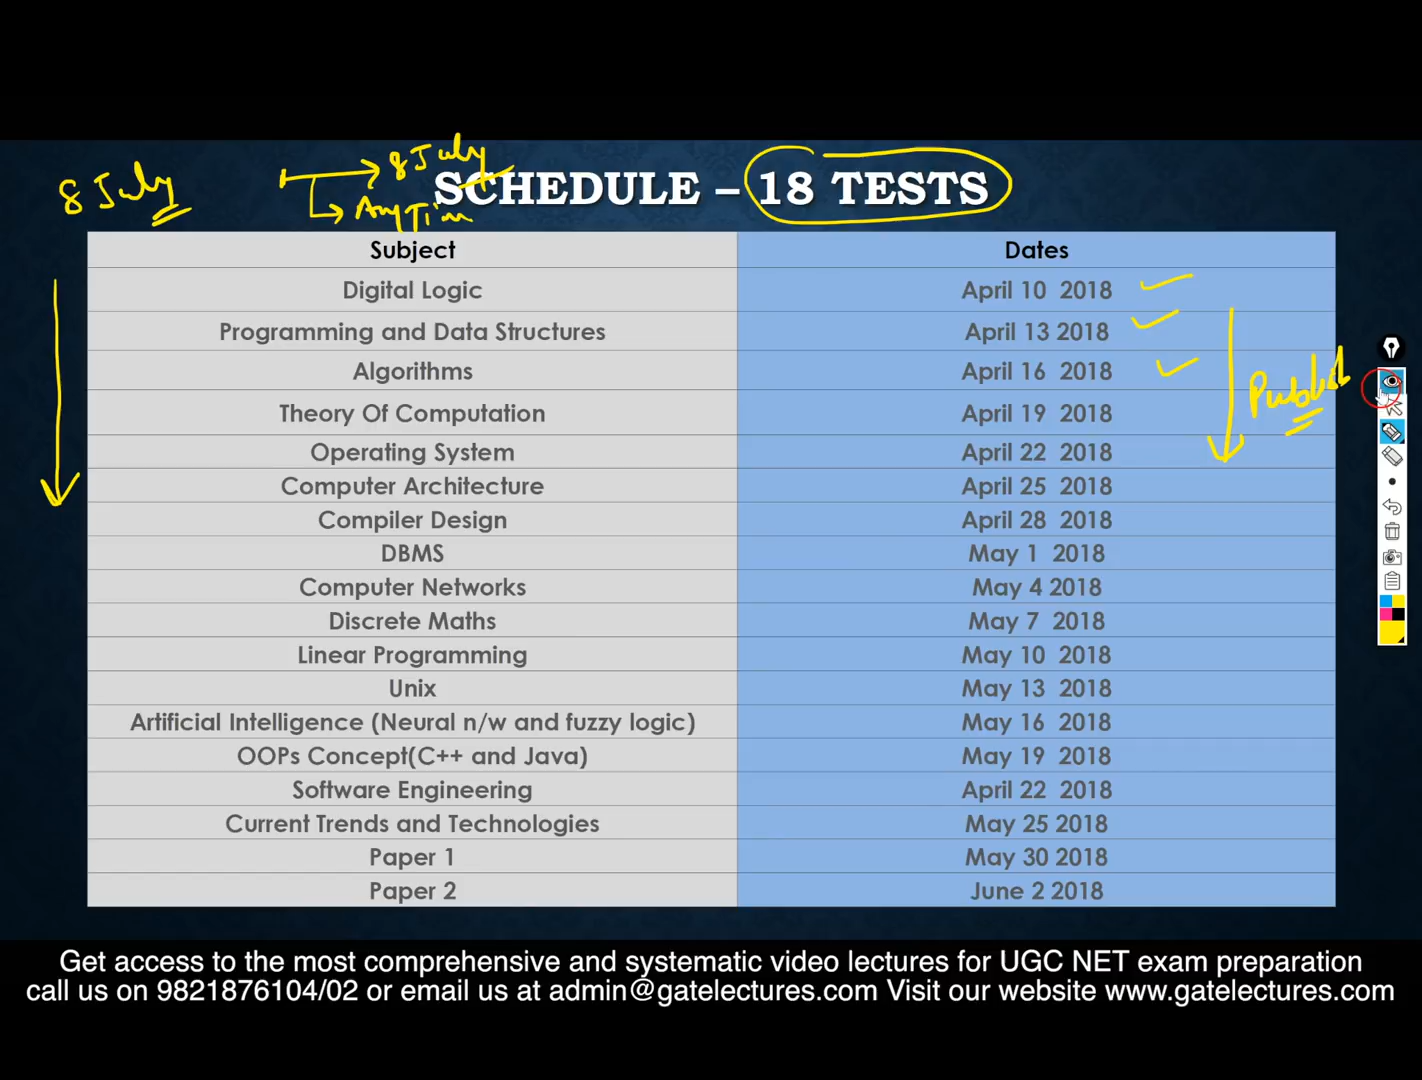 8 July
8 July
Any Time
SCHEDULE – 18 TESTS
Subject Dates
Digital Logic April 10 2018
Programming and Data Structures April 13 2018
Algorithms April 16 2018
Publish
Theory Of Computation April 19 2018
Operating System April 22 2018
Computer Architecture April 25 2018
Compiler Design April 28 2018
DBMS May 1 2018
Computer Networks May 4 2018
Discrete Maths May 7 2018
Linear Programming May 10 2018
Unix May 13 2018
Artificial Intelligence (Neural n/w and fuzzy logic) May 16 2018
OOPs Concept(C++ and Java) May 19 2018
Software Engineering April 22 2018
Current Trends and Technologies May 25 2018
Paper 1 May 30 2018
Paper 2 June 2 2018
Get access to the most comprehensive and systematic video lectures for UGC NET exam preparation
call us on 9821876104/02 or email us at admin@gatelectures.com Visit our website www.gatelectures.com